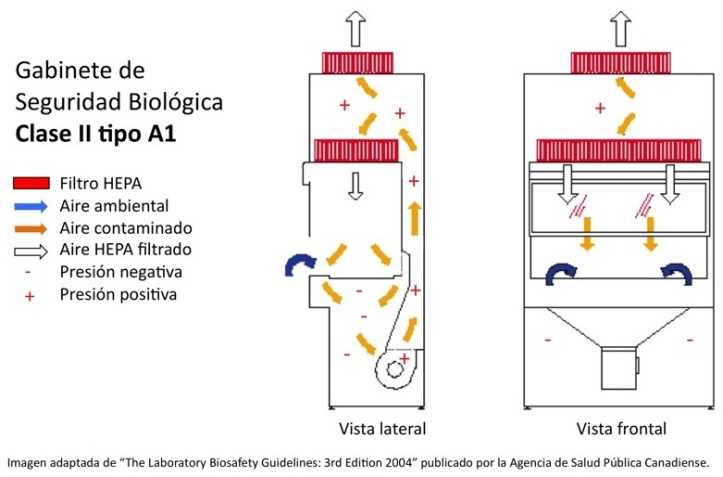 Gabinete de
Seguridad Biológica
Clase II tipo A1
Filtro HEPA
Aire ambiental
Aire contaminado
Aire HEPA filtrado
- Presión negativa
+ Presión positiva
Vista lateral
Vista frontal
Imagen adaptada de “The Laboratory Biosafety Guidelines: 3rd Edition 2004” publicado por la Agencia de Salud Pública Canadiense.